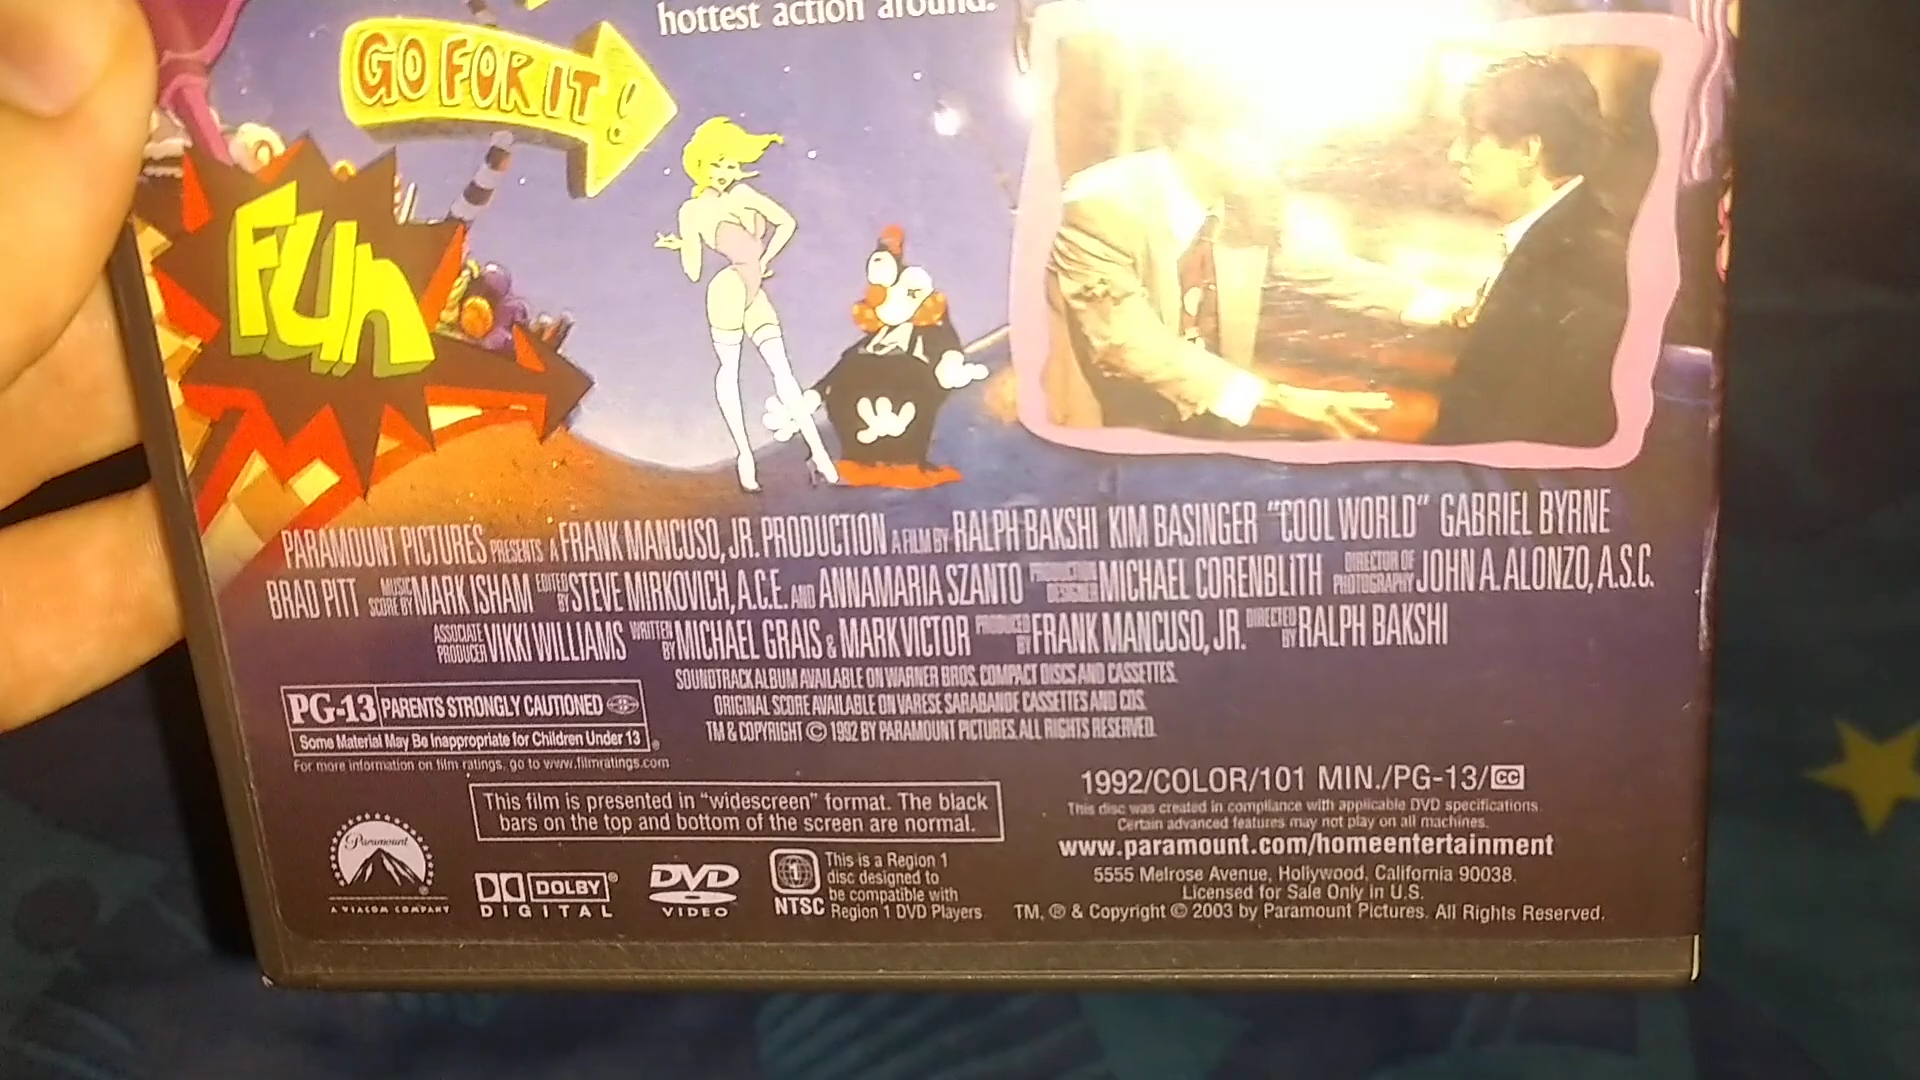 hottest action around.
GO FOR IT!
Fun
PARAMOUNT PICTURES PRESENTS A FRANK MANCUSO, JR. PRODUCTION A FILM BY RALPH BAKSHI KIM BASINGER "COOL WORLD" GABRIEL BYRNE
BRAD PITT MUSIC SCORE BY MARK ISHAM EDITED BY STEVE MIRKOVICH, A.C.E. AND ANNAMARIA SZANTO PRODUCTION DESIGNER MICHAEL CORENBLITH DIRECTOR OF PHOTOGRAPHY JOHN A. ALONZO, A.S.C.
ASSOCIATE PRODUCER VIKKI WILLIAMS WRITTEN BY MICHAEL GRAIS & MARK VICTOR PRODUCED BY FRANK MANCUSO, JR. DIRECTED BY RALPH BAKSHI
SOUNDTRACK ALBUM AVAILABLE ON WARNER BROS. COMPACT DISCS AND CASSETTES.
ORIGINAL SCORE AVAILABLE ON VARESE SARABANDE CASSETTES AND CDS.
TM & COPYRIGHT © 1992 BY PARAMOUNT PICTURES. ALL RIGHTS RESERVED.
PG-13 PARENTS STRONGLY CAUTIONED
Some Material May Be Inappropriate for Children Under 13 ®
For more information on film ratings, go to www.filmratings.com
This film is presented in "widescreen" format. The black
bars on the top and bottom of the screen are normal.
1992/COLOR/101 MIN./PG-13/CC
This disc was created in compliance with applicable DVD specifications.
Certain advanced features may not play on all machines.
www.paramount.com/homeentertainment
5555 Melrose Avenue, Hollywood, California 90038.
Licensed for Sale Only in U.S.
TM, ® & Copyright © 2003 by Paramount Pictures. All Rights Reserved.
Paramount ®
A VIACOM COMPANY
DOLBY ®
DIGITAL
DVD
VIDEO
1
NTSC
This is a Region 1
disc designed to
be compatible with
Region 1 DVD Players